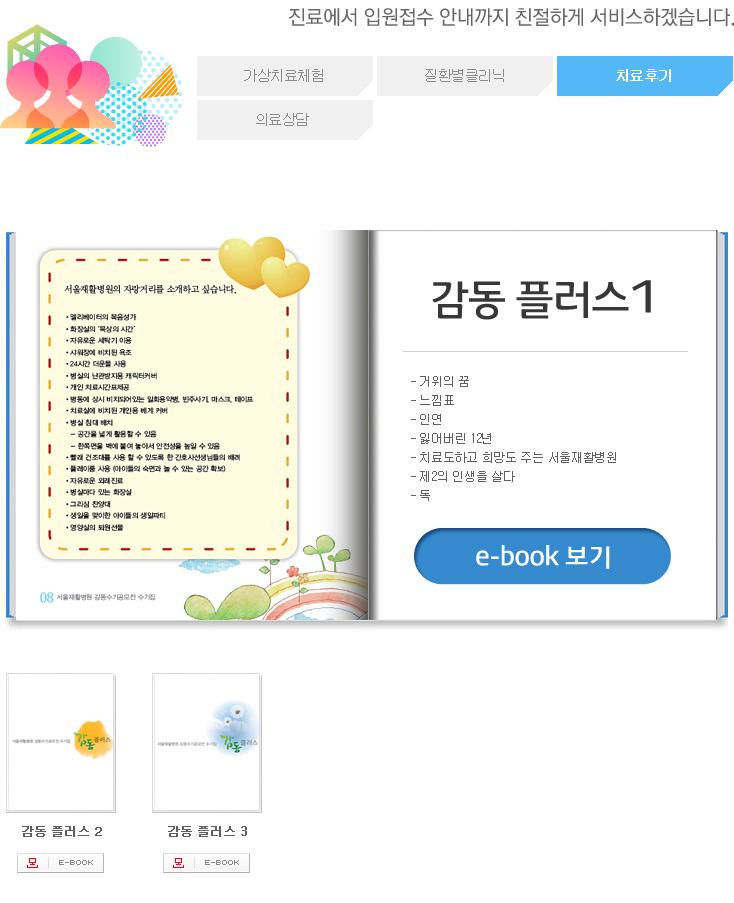 진료에서 입원접수 안내까지 친절하게 서비스하겠습니다.
가상치료체험
질환별클리닉
치료후기
의료상담
서울재활병원의 자랑거리를 소개하고 싶습니다.
• 엘리베이터의 복음성가
• 화장실의 '묵상의 시간'
• 자유로운 세탁기 이용
• 샤워장에 비치된 욕조
• 24시간 더운물 사용
• 병실의 난관방지용 캐릭터커버
• 개인 치료시간표제공
• 병동에 상시 비치되어있는 일회용약병, 빈주사기, 마스크, 테이프
• 치료실에 비치된 개인용 베게 커버
• 병실 침대 배치
- 공간을 넓게 활용할 수 있음
- 한쪽면을 벽에 붙여 놓아서 안전성을 높일 수 있음
• 빨래 건조대를 사용 할 수 있도록 한 간호사선생님들의 배려
• 플레이룸 사용 (아이들의 숙면과 놀 수 있는 공간 확보)
• 자유로운 외래진료
• 병실마다 있는 화장실
• 그리심 찬양대
• 생일을 맞이한 아이들의 생일파티
• 영양실의 퇴원선물
08 서울재활병원 감동수기공모전 수기집
감동 플러스1
- 거위의 꿈
- 느낌표
- 인연
- 잃어버린 12년
- 치료도하고 희망도 주는 서울재활병원
- 제2의 인생을 살다
- 독
e-book 보기
서울재활병원 감동수기공모전 수기집 감동플러스
서울재활병원 감동수기공모전 수기집 감동플러스
감동 플러스 2
감동 플러스 3
E-BOOK
E-BOOK